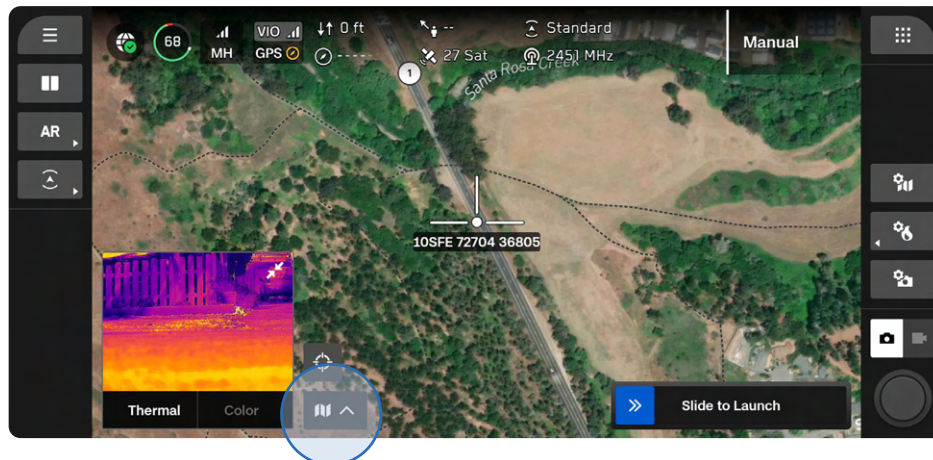 68
MH
VIO
GPS
0 ft
-----
--
27 Sat
Standard
2451 MHz
Manual
AR
1
Santa Rosa Creek
10SFE 72704 36805
Thermal
Color
Slide to Launch